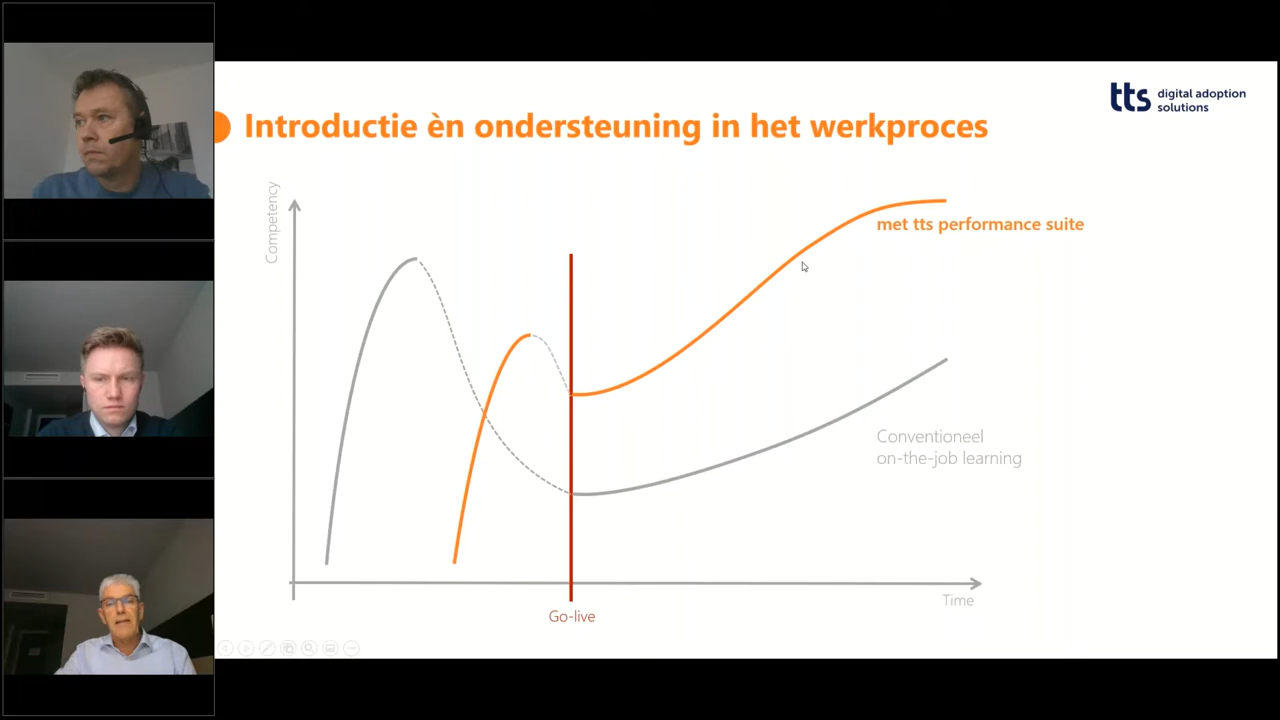 Introductie èn ondersteuning in het werkproces
tts digital adoption
solutions
Competency
met tts performance suite
Conventioneel
on-the-job learning
Time
Go-live